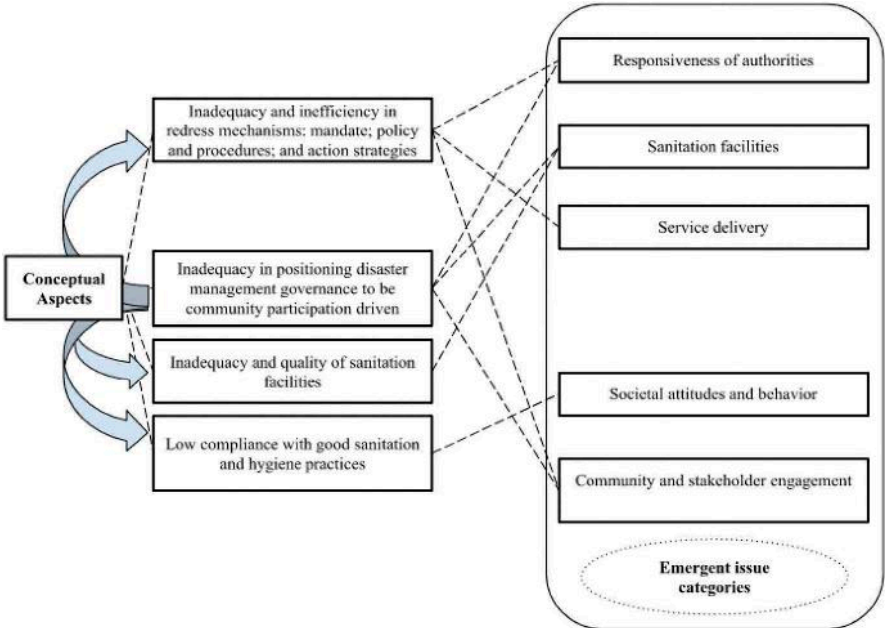 Conceptual
Aspects
Inadequacy and inefficiency in
redress mechanisms: mandate; policy
and procedures; and action strategies
Inadequacy in positioning disaster
management governance to be
community participation driven
Inadequacy and quality of sanitation
facilities
Low compliance with good sanitation
and hygiene practices
Responsiveness of authorities
Sanitation facilities
Service delivery
Societal attitudes and behavior
Community and stakeholder engagement
Emergent issue
categories